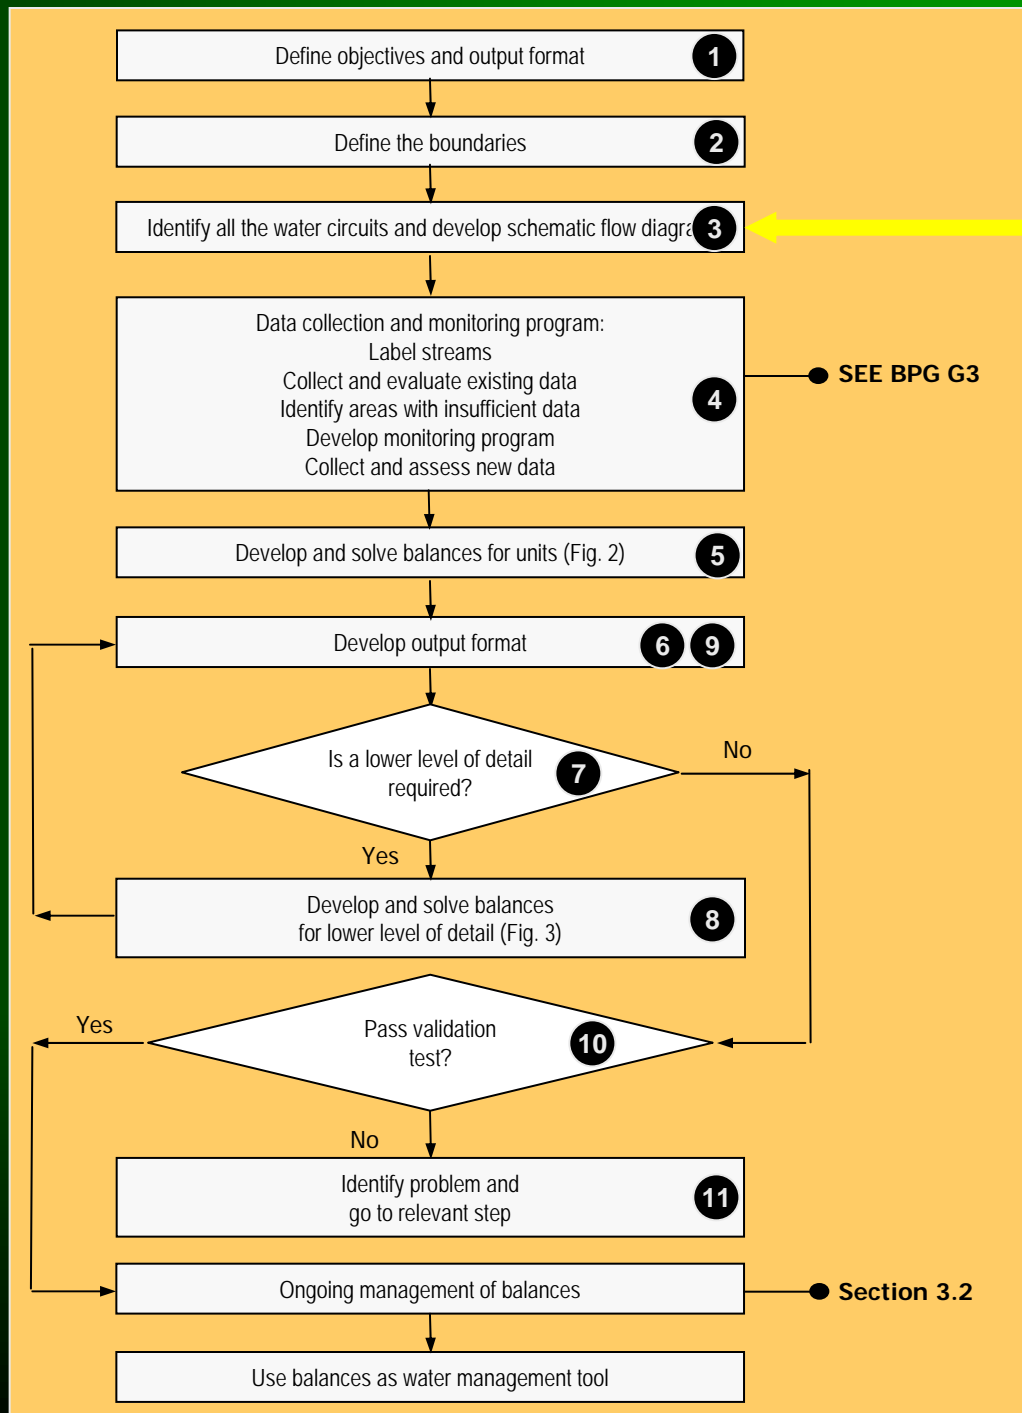 Define objectives and output format 1
Define the boundaries 2
Identify all the water circuits and develop schematic flow diagra 3
Data collection and monitoring program:
Label streams
Collect and evaluate existing data
Identify areas with insufficient data
Develop monitoring program
Collect and assess new data
4
SEE BPG G3
Develop and solve balances for units (Fig. 2) 5
Develop output format 6 9
Is a lower level of detail
required?
7
No
Yes
Develop and solve balances
for lower level of detail (Fig. 3)
8
Pass validation
test?
10
Yes
No
Identify problem and
go to relevant step
11
Ongoing management of balances
Section 3.2
Use balances as water management tool